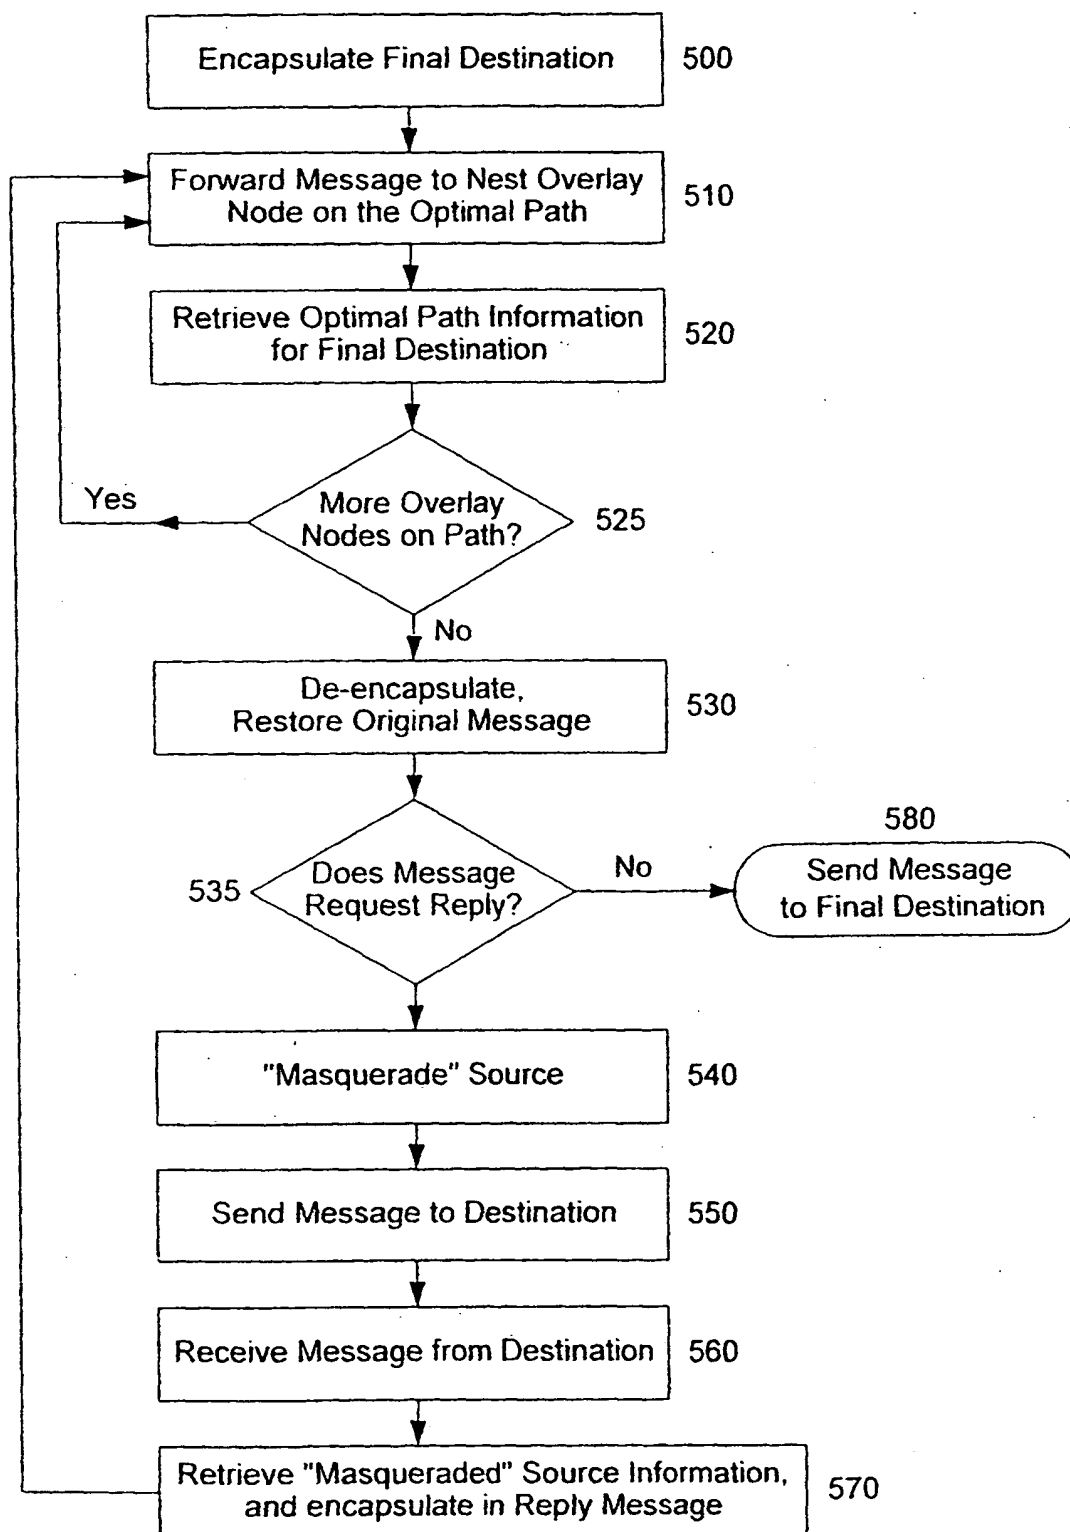 Encapsulate Final Destination
500
Forward Message to Nest Overlay
Node on the Optimal Path
510
Retrieve Optimal Path Information
for Final Destination
520
More Overlay
Nodes on Path?
525
Yes
No
De-encapsulate,
Restore Original Message
530
Does Message
Request Reply?
535
No
580
Send Message
to Final Destination
"Masquerade" Source
540
Send Message to Destination
550
Receive Message from Destination
560
Retrieve "Masqueraded" Source Information,
and encapsulate in Reply Message
570